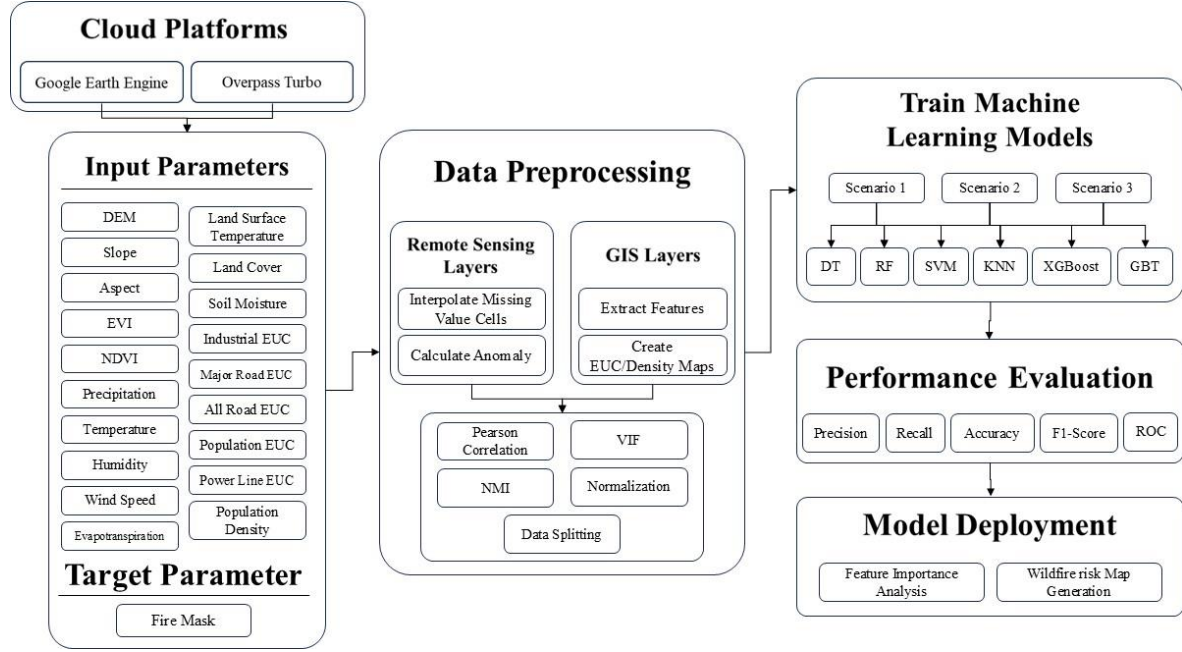 Cloud Platforms
Google Earth Engine
Overpass Turbo
Input Parameters
DEM
Slope
Aspect
EVI
NDVI
Precipitation
Temperature
Humidity
Wind Speed
Evapotranspiration
Land Surface
Temperature
Land Cover
Soil Moisture
Industrial EUC
Major Road EUC
All Road EUC
Population EUC
Power Line EUC
Population
Density
Target Parameter
Fire Mask
Data Preprocessing
Remote Sensing
Layers
Interpolate Missing
Value Cells
Calculate Anomaly
GIS Layers
Extract Features
Create
EUC/Density Maps
Pearson
Correlation
VIF
NMI
Normalization
Data Splitting
Train Machine
Learning Models
Scenario 1
Scenario 2
Scenario 3
DT
RF
SVM
KNN
XGBoost
GBT
Performance Evaluation
Precision
Recall
Accuracy
F1-Score
ROC
Model Deployment
Feature Importance
Analysis
Wildfire risk Map
Generation